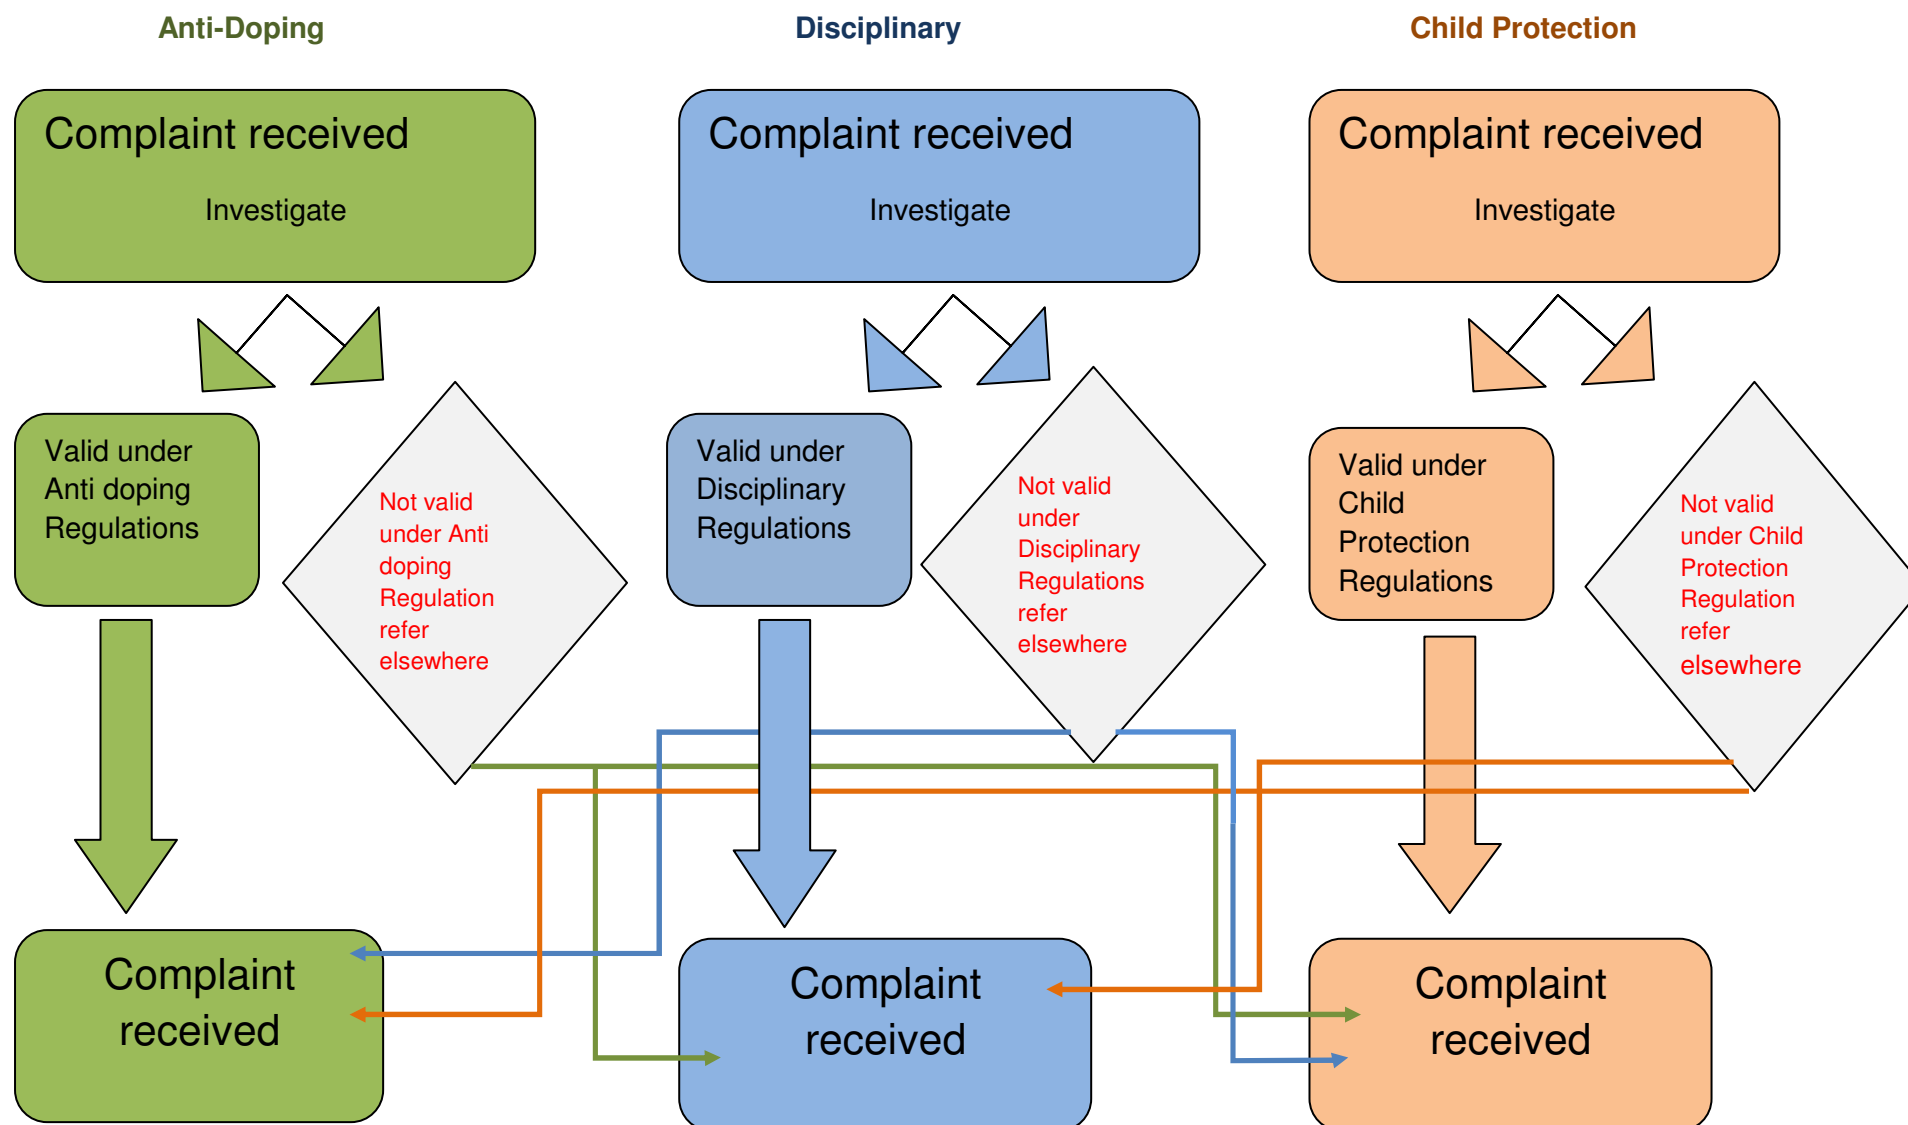 Anti-Doping
Disciplinary
Child Protection
Complaint received
Investigate
Complaint received
Investigate
Complaint received
Investigate
Valid under
Anti doping
Regulations
Not valid
under Anti
doping
Regulation
refer
elsewhere
Valid under
Disciplinary
Regulations
Not valid
under
Disciplinary
Regulations
refer
elsewhere
Valid under
Child
Protection
Regulations
Not valid
under Child
Protection
Regulation
refer
elsewhere
Complaint
received
Complaint
received
Complaint
received